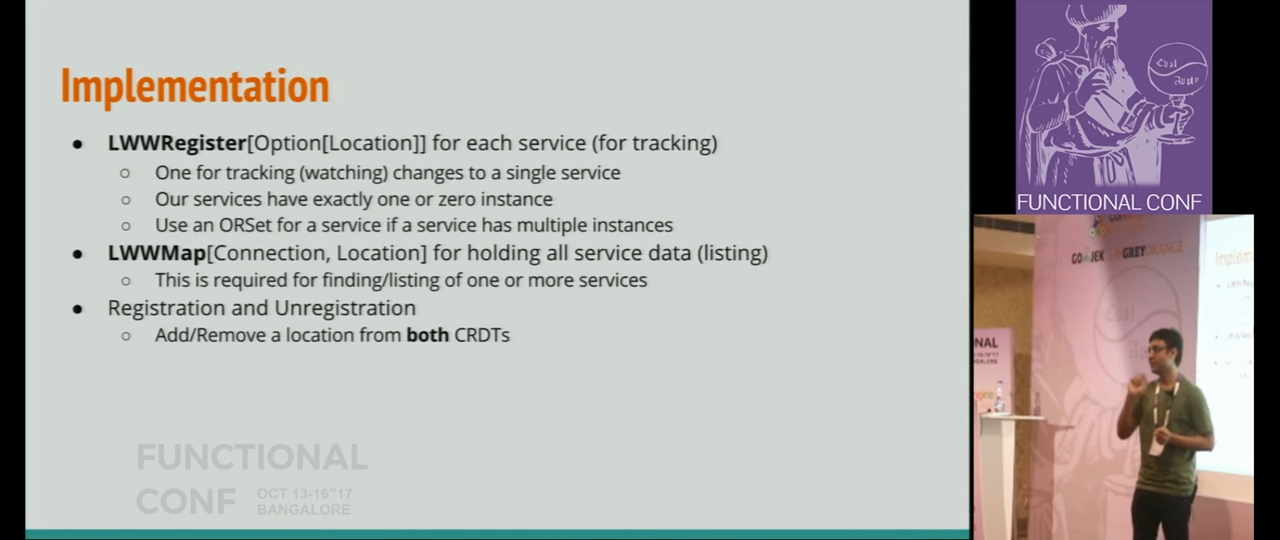 Implementation
● LWWRegister[Option[Location]] for each service (for tracking)
○ One for tracking (watching) changes to a single service
○ Our services have exactly one or zero instance
○ Use an ORSet for a service if a service has multiple instances
● LWWMap[Connection, Location] for holding all service data (listing)
○ This is required for finding/listing of one or more services
● Registration and Unregistration
○ Add/Remove a location from both CRDTs
FUNCTIONAL
CONF
OCT 13-16"17
BANGALORE
FUNCTIONAL CONF
GREYORANGE
Implem